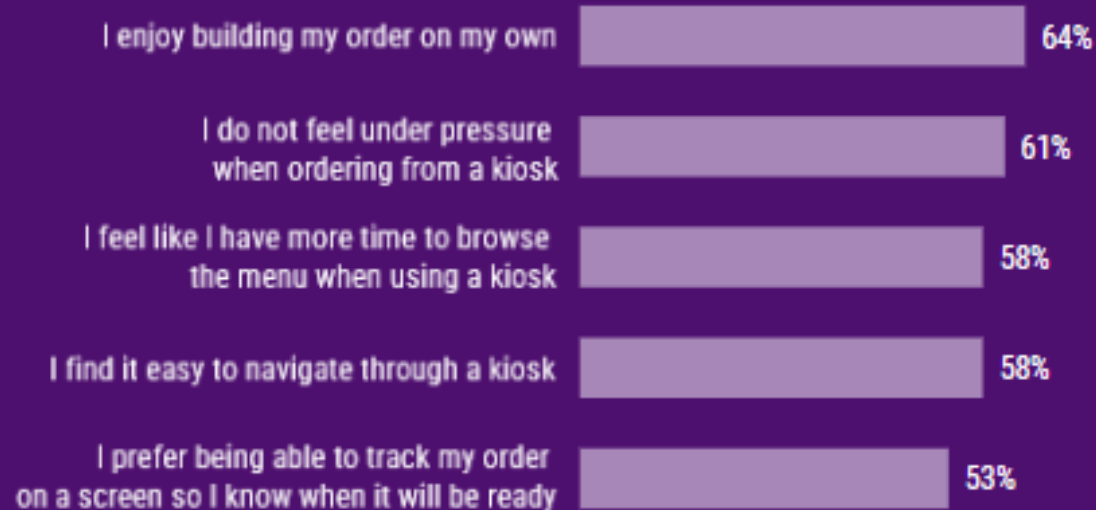 I enjoy building my order on my own
64%
I do not feel under pressure
when ordering from a kiosk
61%
I feel like I have more time to browse
the menu when using a kiosk
58%
I find it easy to navigate through a kiosk
58%
I prefer being able to track my order
on a screen so I know when it will be ready
53%